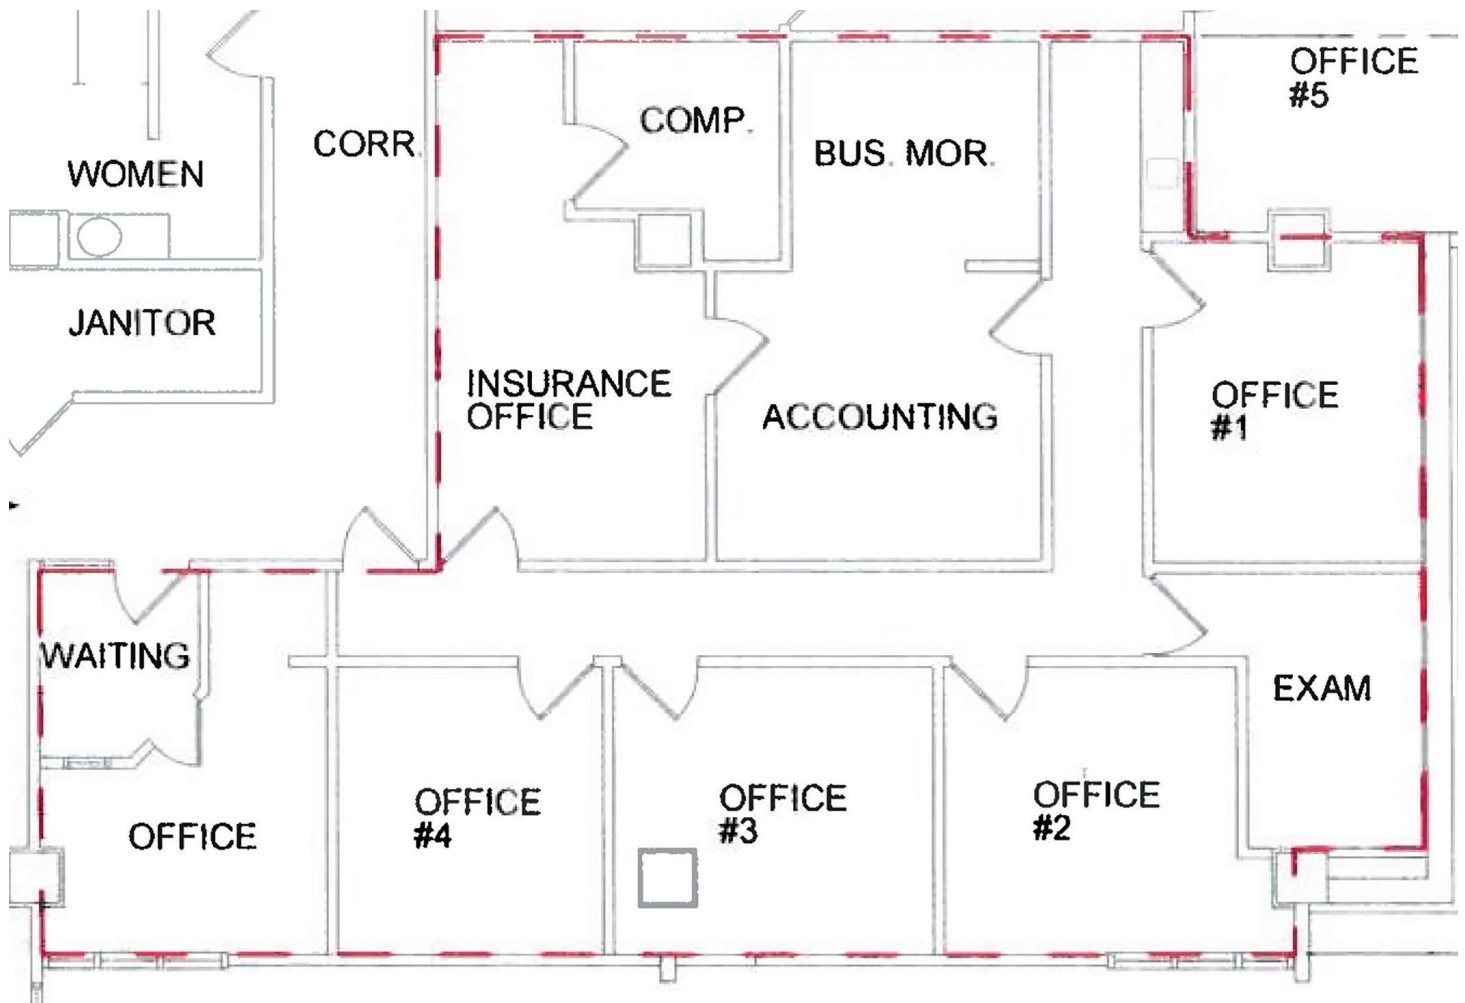 OFFICE
#5
COMP.
CORR.
BUS. MOR.
WOMEN
JANITOR
INSURANCE
OFFICE
ACCOUNTING
OFFICE
#1
WAITING
EXAM
OFFICE
#4
OFFICE
#3
OFFICE
#2
OFFICE